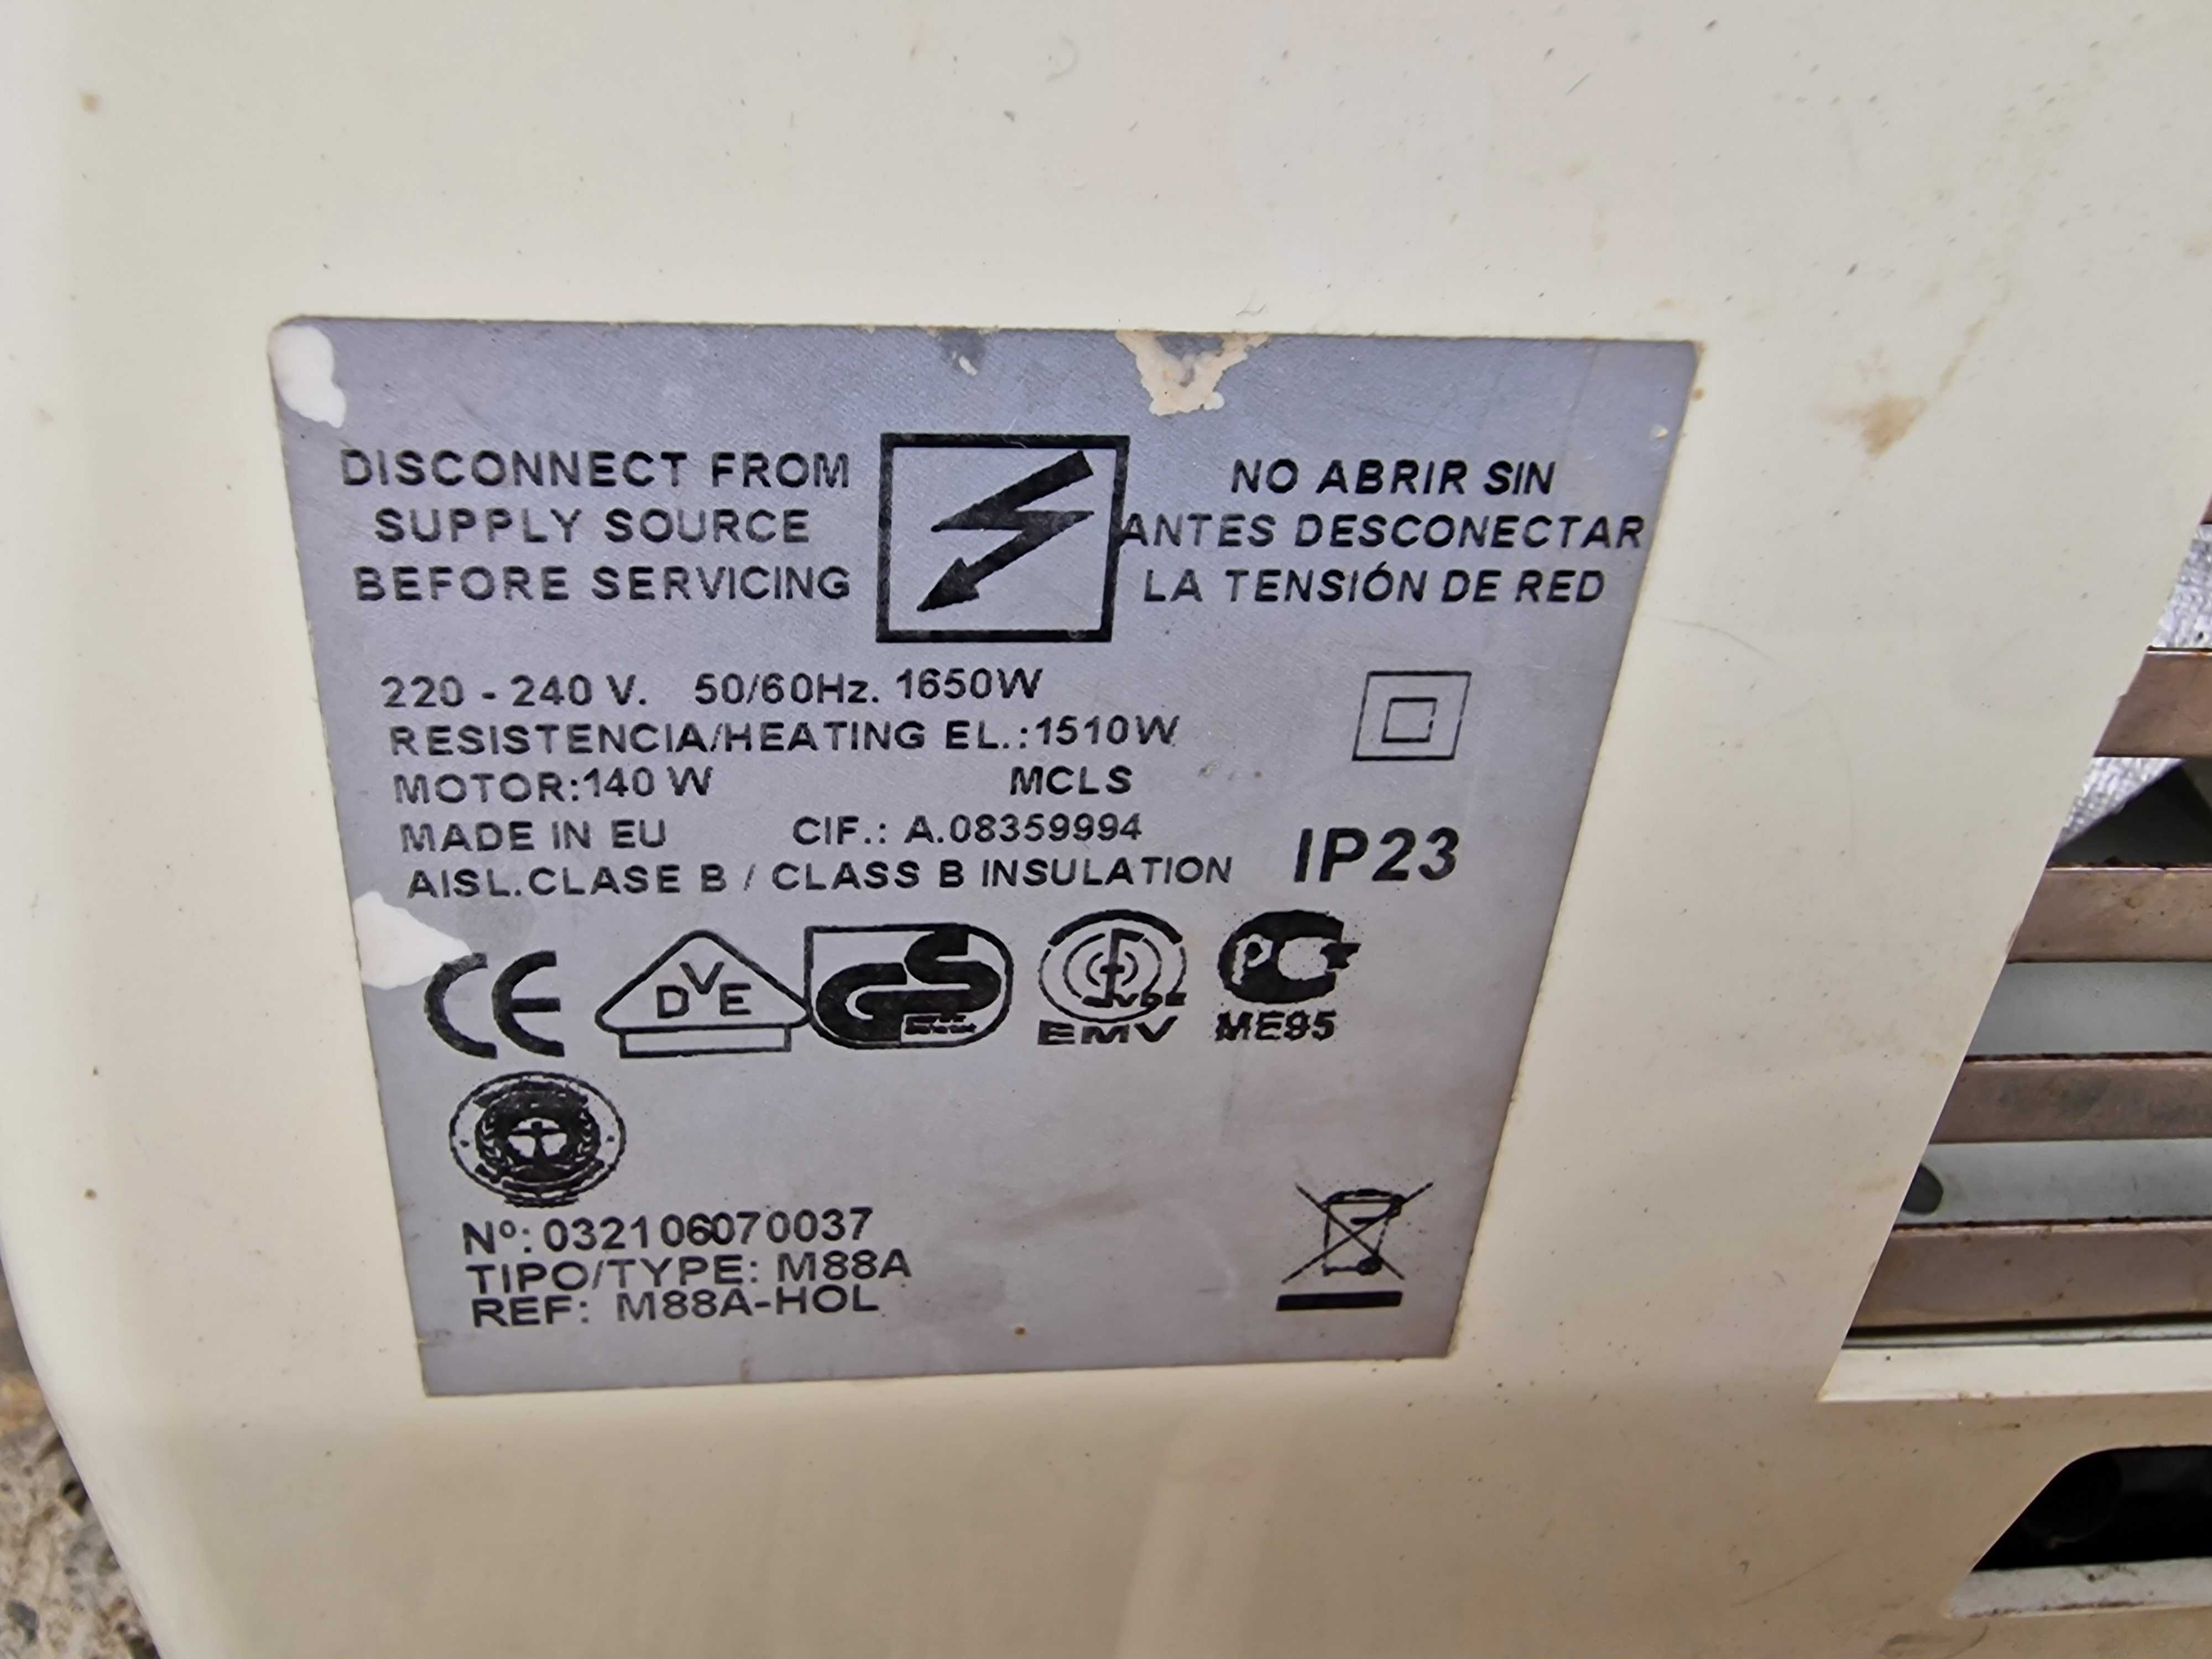 DISCONNECT FROM
SUPPLY SOURCE
BEFORE SERVICING
NO ABRIR SIN
ANTES DESCONECTAR
LA TENSIÓN DE RED
220 - 240 V. 50/60Hz. 1650W
RESISTENCIA/HEATING EL.:1510W
MOTOR:140 W MCLS
MADE IN EU CIF.: A.08359994
AISL.CLASE B / CLASS B INSULATION IP23
CE DVE GS VDE PC
EMV ME95
Nº: 032106070037
TIPO/TYPE: M88A
REF: M88A-HOL